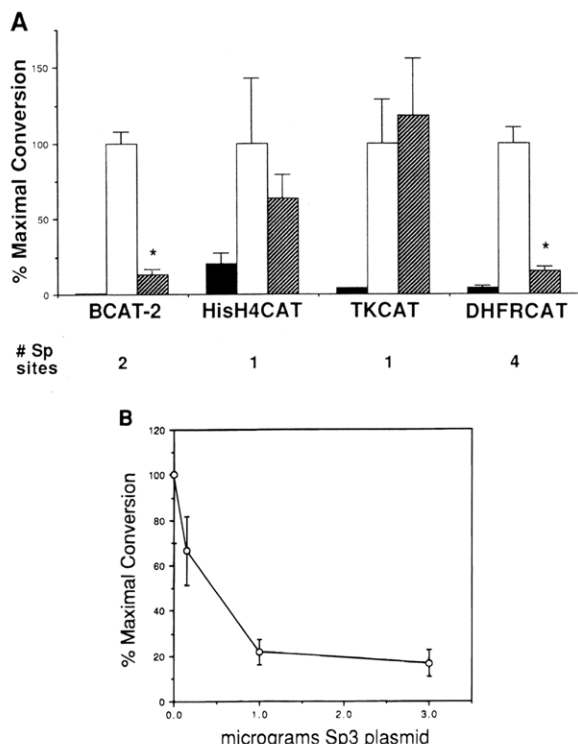 A
% Maximal Conversion
150
100
50
0
*
*
BCAT-2 HisH4CAT TKCAT DHFRCAT
# Sp sites 2 1 1 4
B
% Maximal Conversion
120
100
80
60
40
20
0
0.0 1.0 2.0 3.0
micrograms Sp3 plasmid